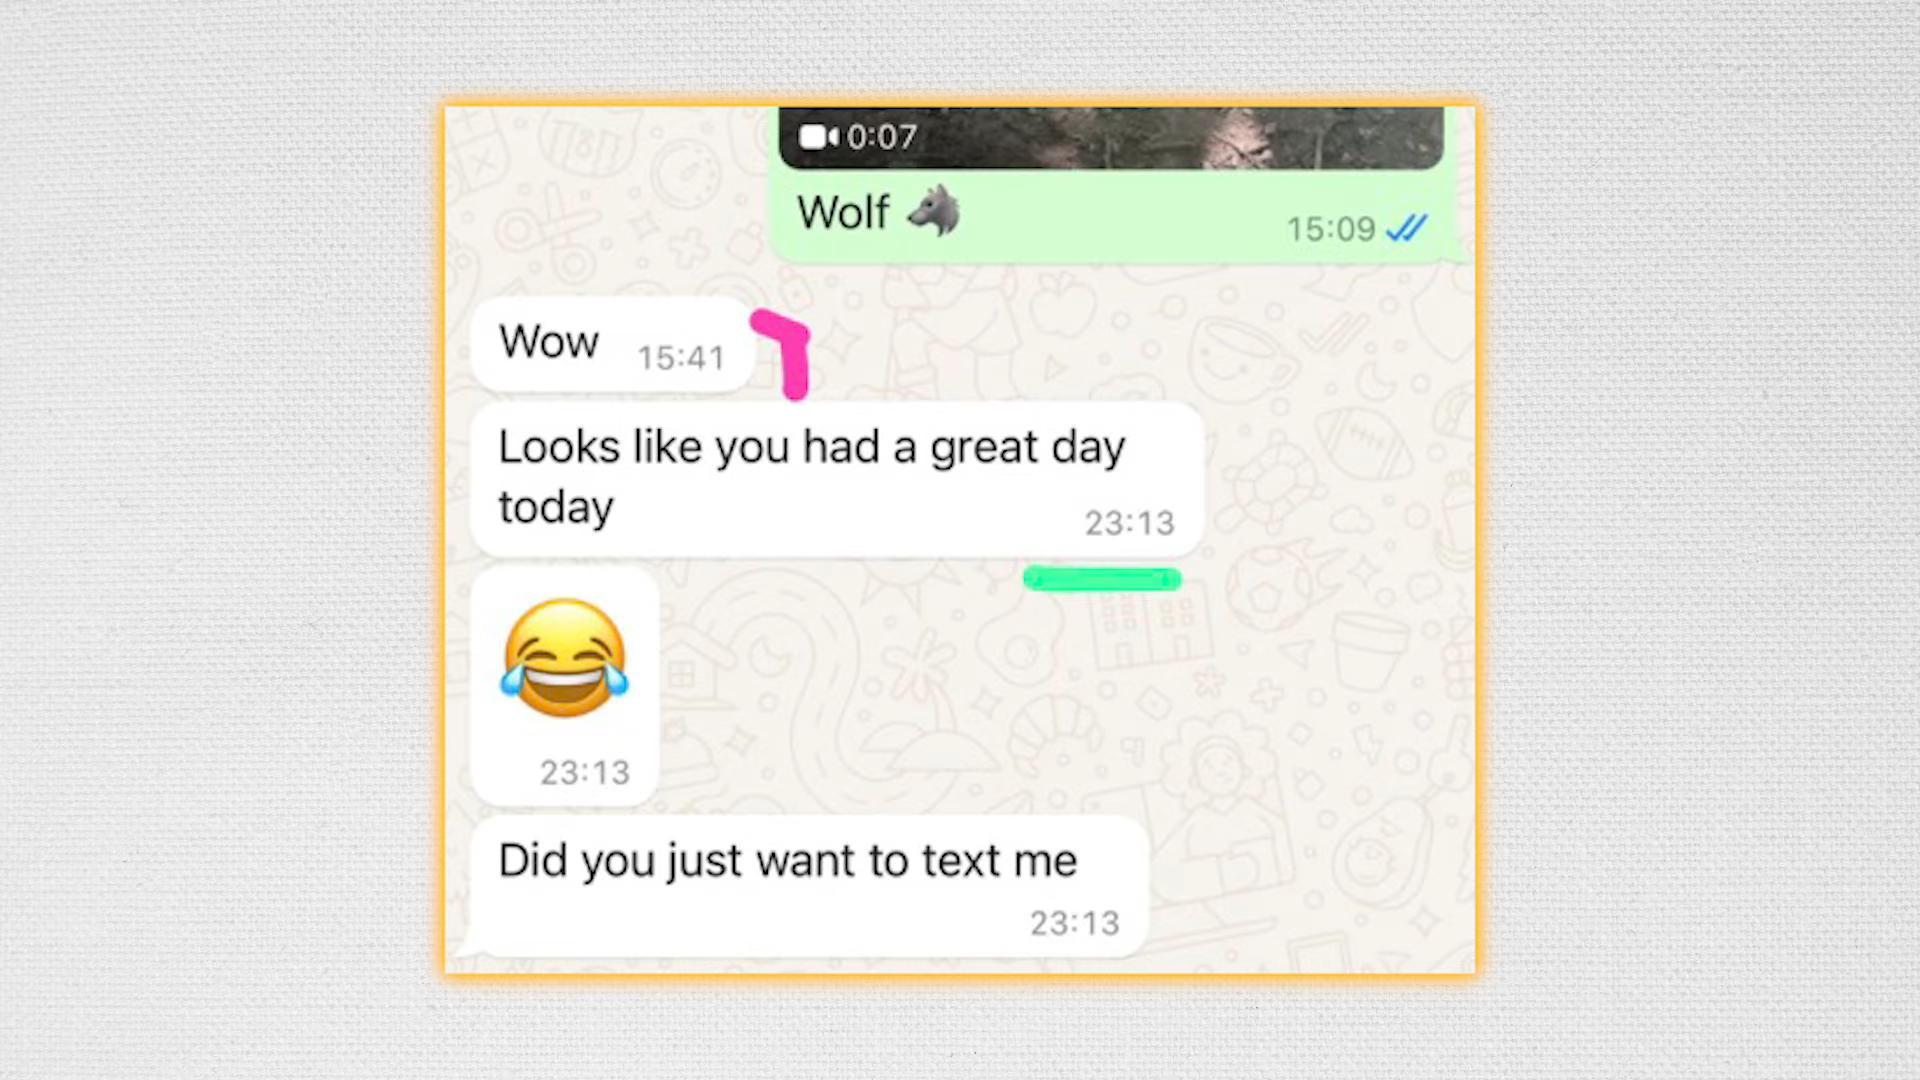 0:07
Wolf 🐺
15:09
Wow
15:41
Looks like you had a great day
today
23:13
😂
23:13
Did you just want to text me
23:13